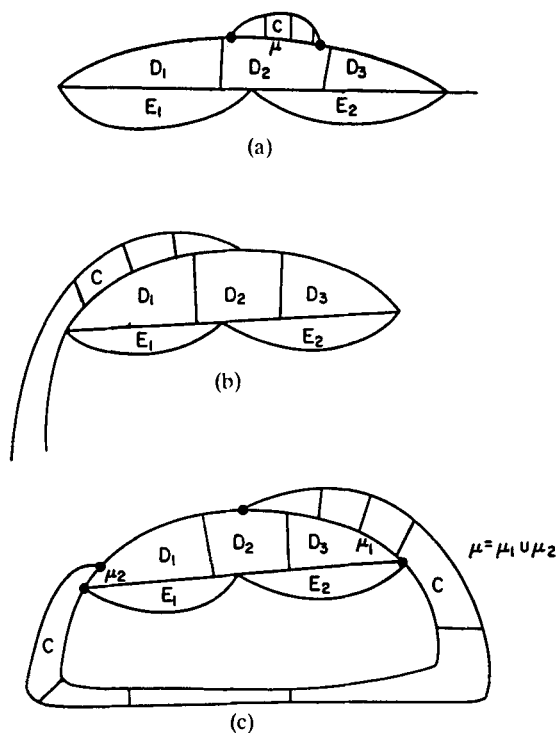 C
μ
D₁ D₂ D₃
E₁ E₂
(a)
C
D₁ D₂ D₃
E₁ E₂
(b)
D₁ D₂ D₃ μ₁ μ=μ₁∪μ₂
μ₂ C
E₁ E₂
C
(c)